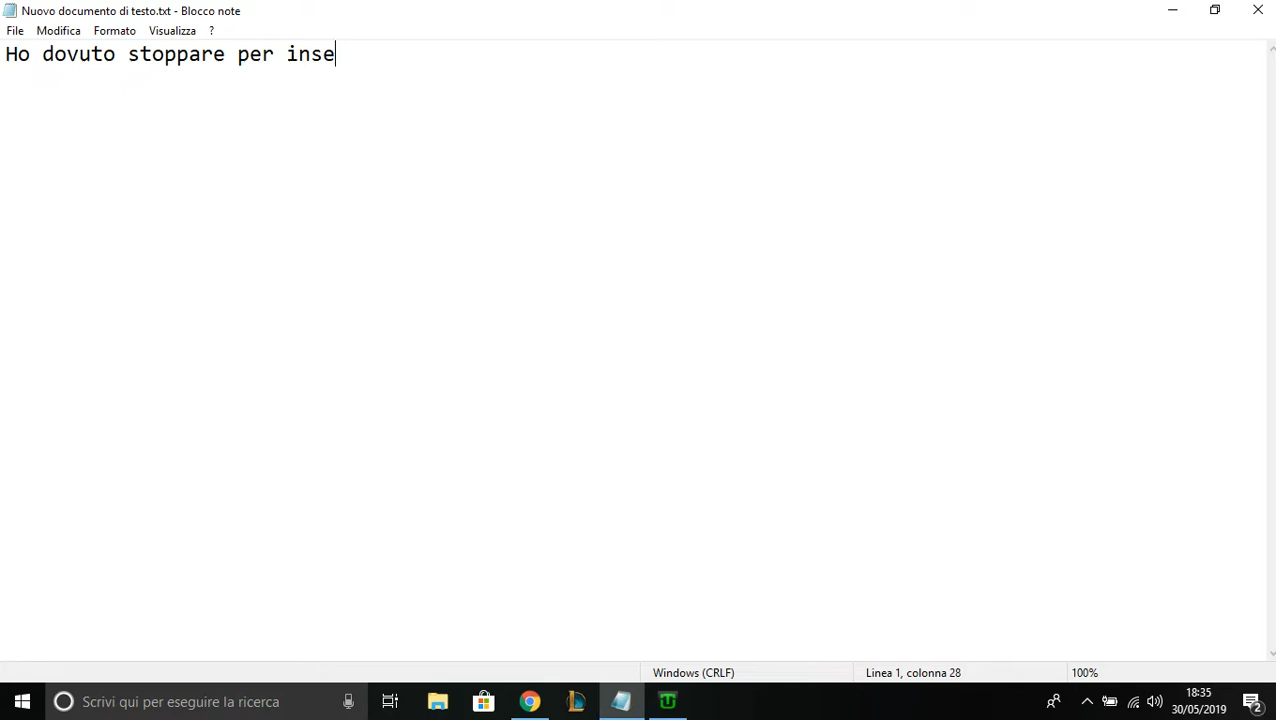 Nuovo documento di testo.txt - Blocco note
File Modifica Formato Visualizza ?
Ho dovuto stoppare per inse
Windows (CRLF) Linea 1, colonna 28 100%
Scrivi qui per eseguire la ricerca
18:35
30/05/2019
2